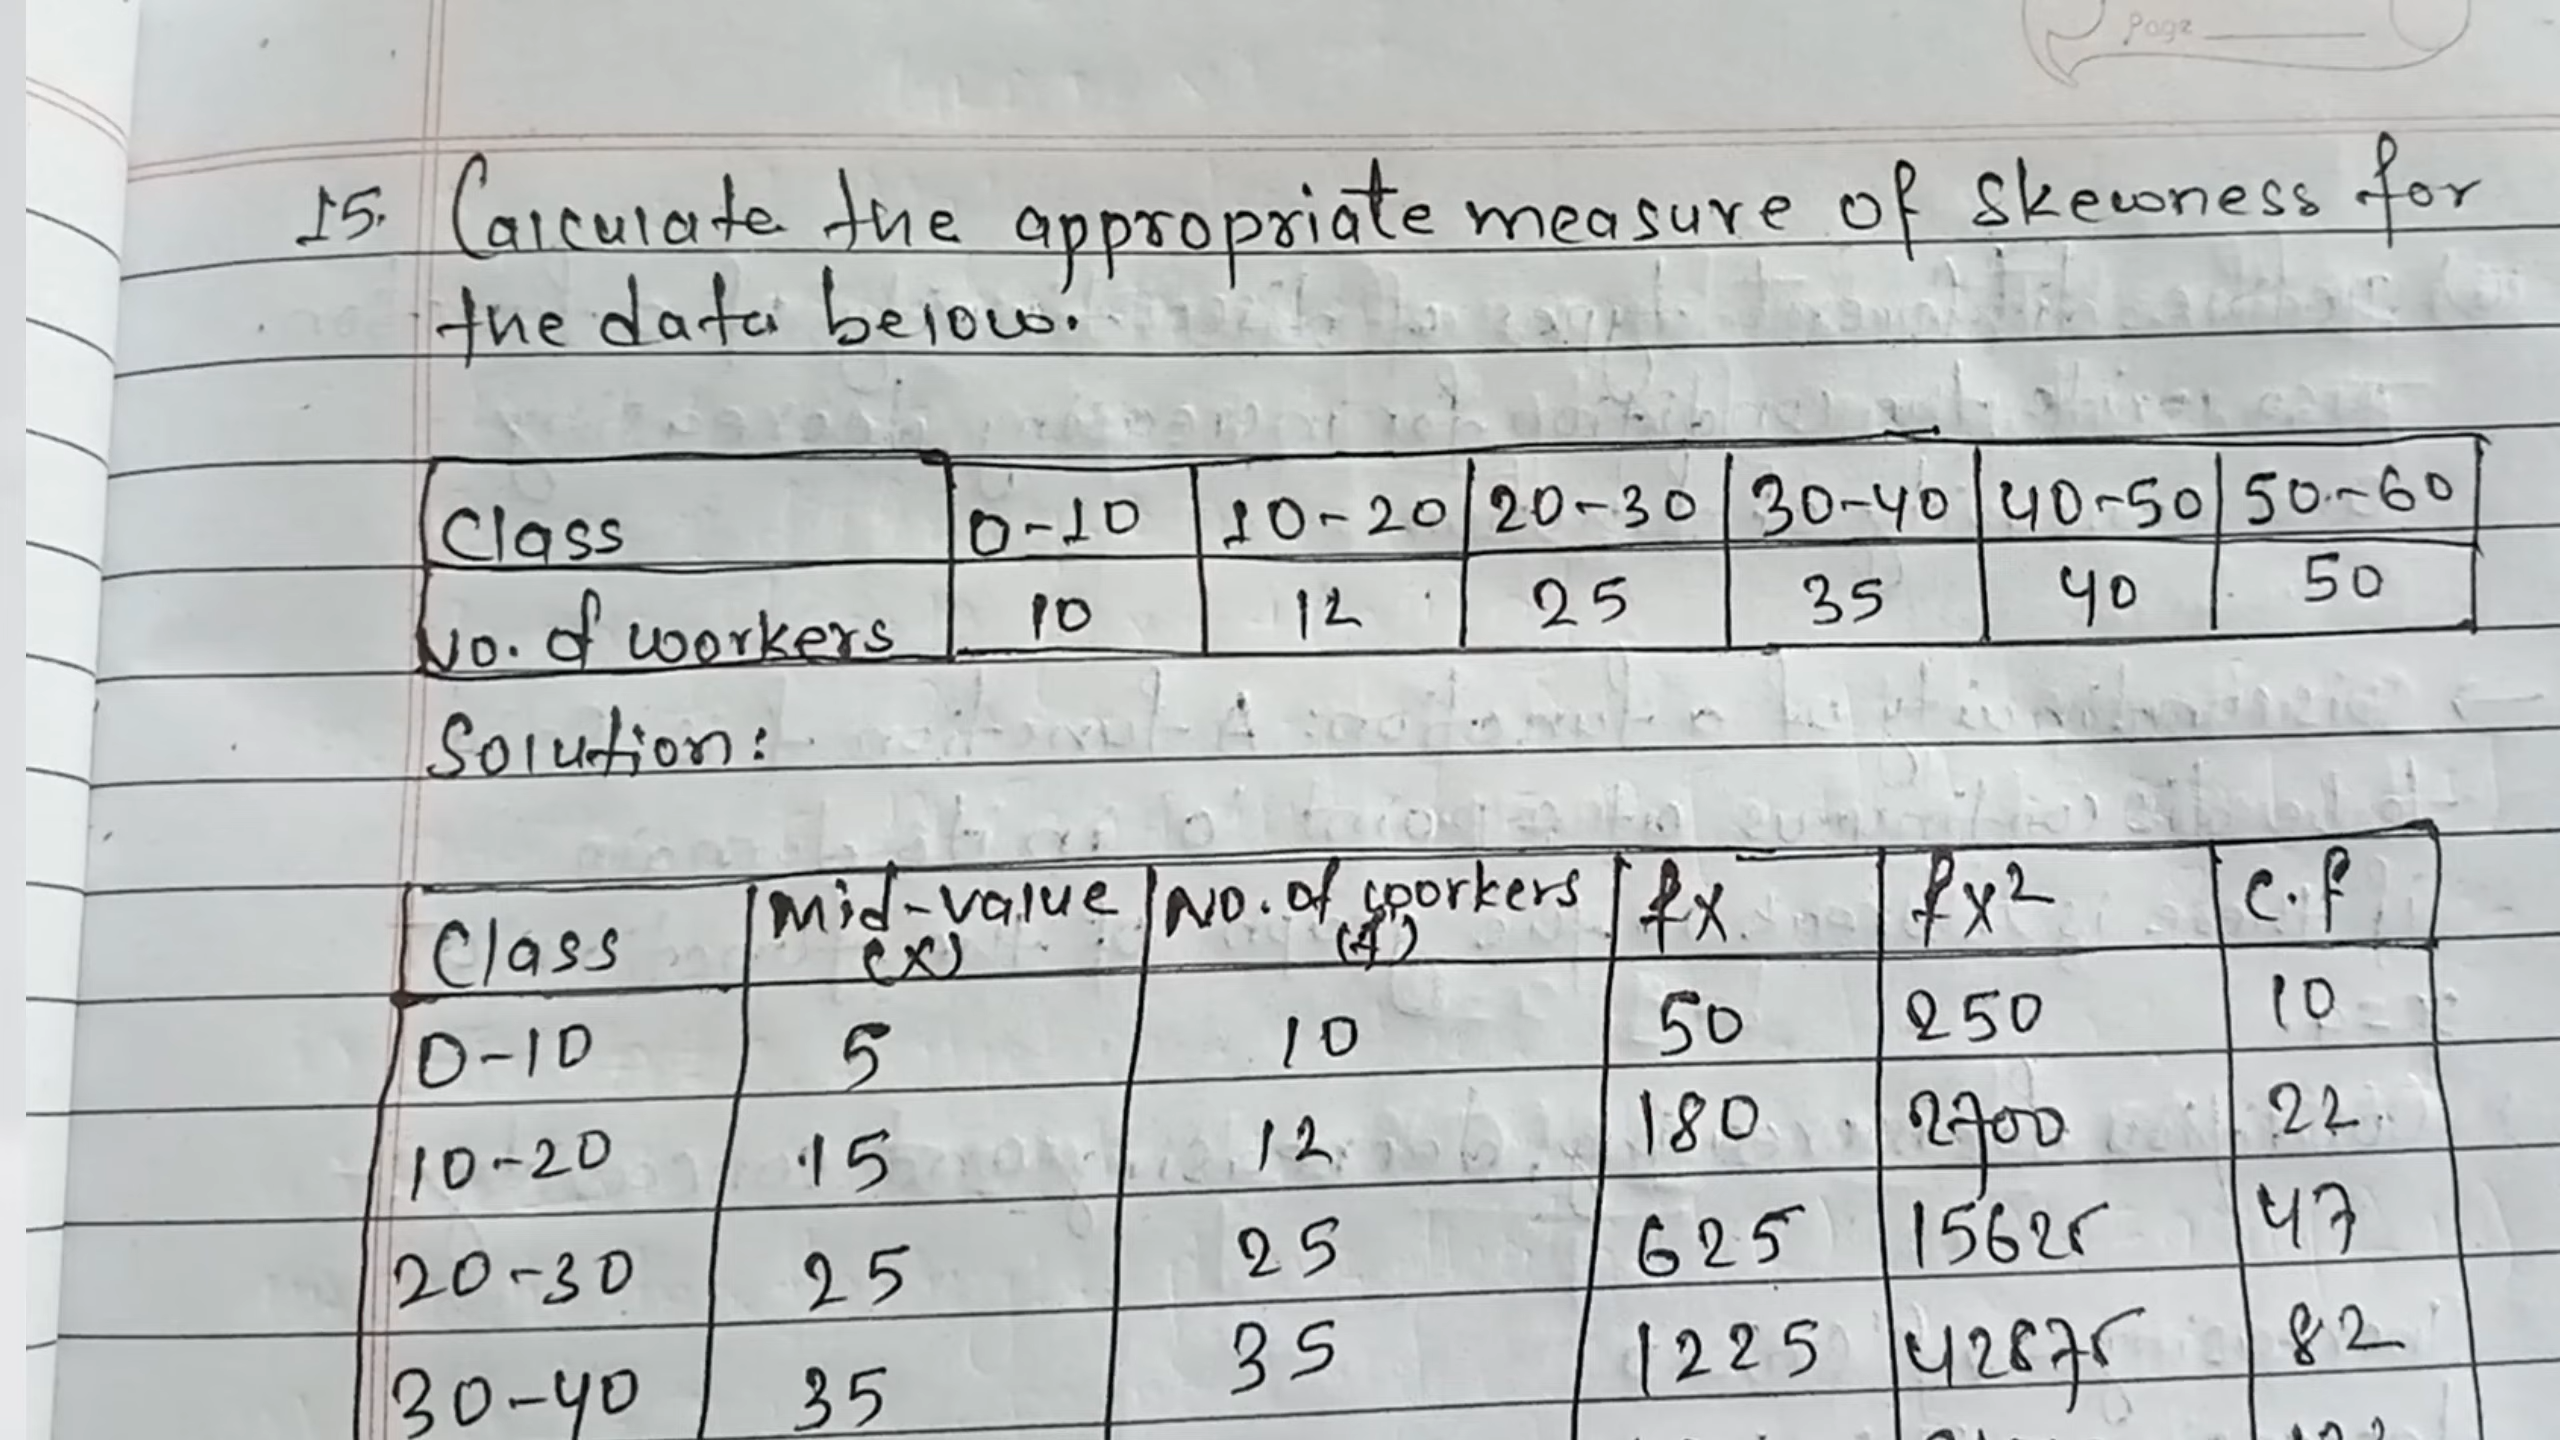 Page
15. Calculate the appropriate measure of skewness for
the data below.
Class 0-10 10-20 20-30 30-40 40-50 50-60
No. of workers 10 12 25 35 40 50
Solution:
Class Mid-value (x) No. of workers (f) fx fx² c.f
0-10 5 10 50 250 10
10-20 15 12 180 2700 22
20-30 25 25 625 15625 47
30-40 35 35 1225 42875 82